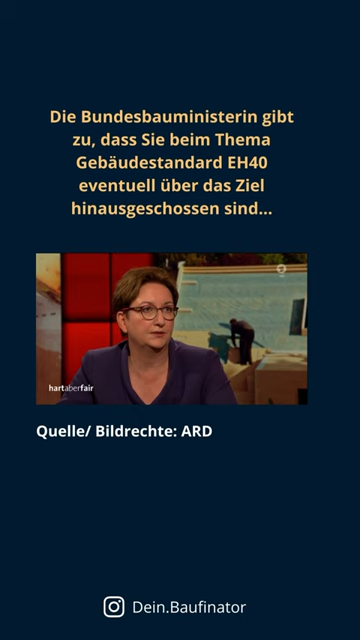 Die Bundesbauministerin gibt
zu, dass Sie beim Thema
Gebäudestandard EH40
eventuell über das Ziel
hinausgeschossen sind...
hartaberfair
Quelle/ Bildrechte: ARD
Dein.Baufinator